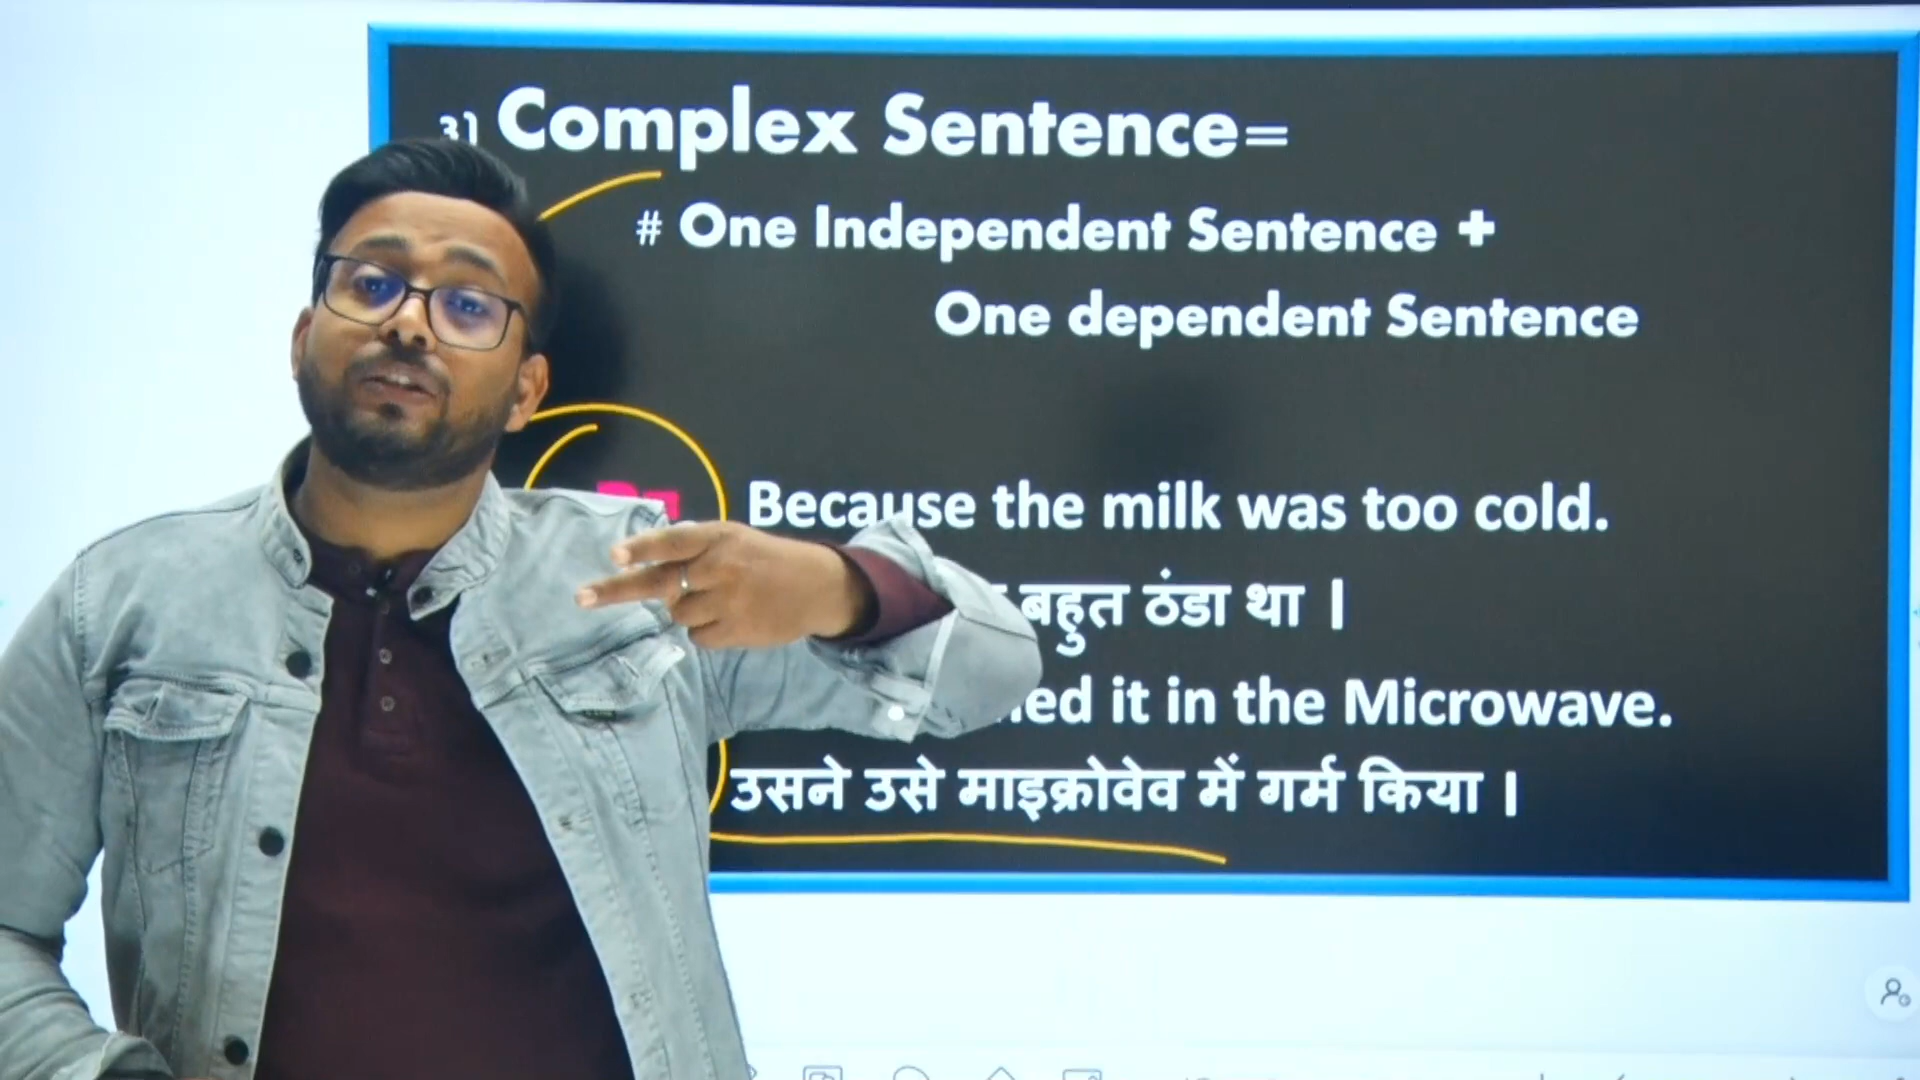 ३) Complex Sentence=
# One Independent Sentence +
One dependent Sentence
Because the milk was too cold.
बहुत ठंडा था ।
it in the Microwave.
उसने उसे माइक्रोवेव में गर्म किया ।